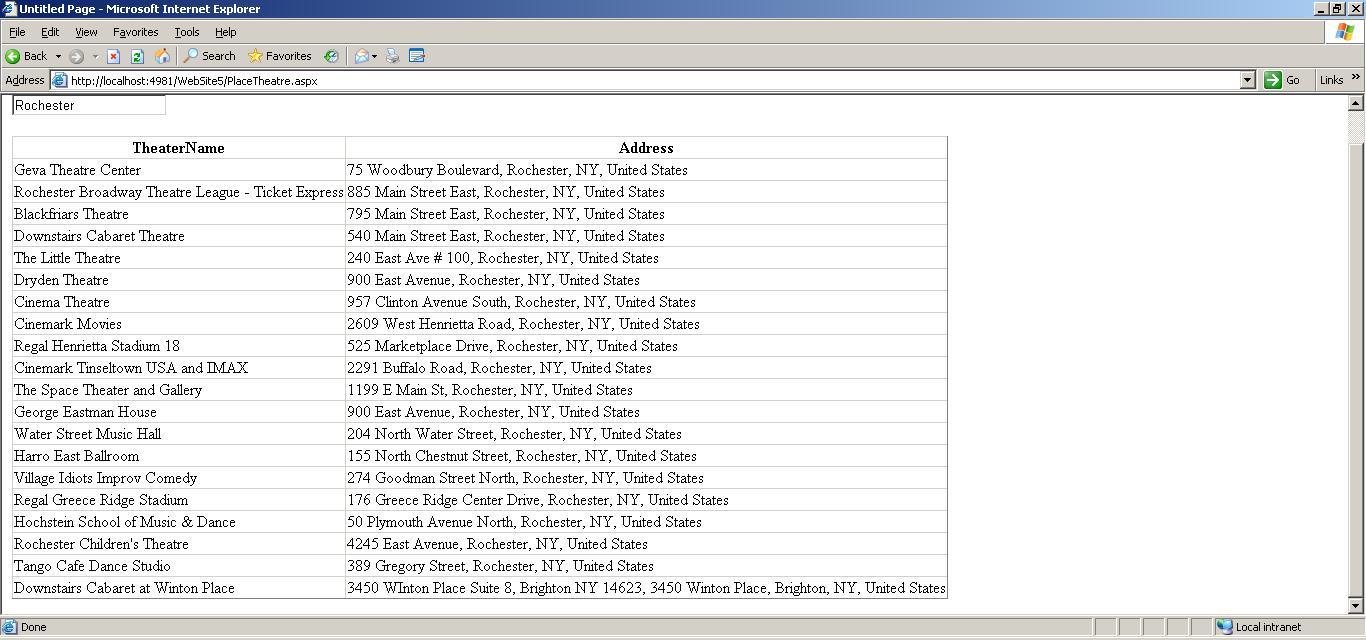 Untitled Page - Microsoft Internet Explorer
File Edit View Favorites Tools Help
Back Search Favorites
Address http://localhost:4981/WebSite5/PlaceTheatre.aspx Go Links »
Rochester
TheaterName Address
Geva Theatre Center 75 Woodbury Boulevard, Rochester, NY, United States
Rochester Broadway Theatre League - Ticket Express 885 Main Street East, Rochester, NY, United States
Blackfriars Theatre 795 Main Street East, Rochester, NY, United States
Downstairs Cabaret Theatre 540 Main Street East, Rochester, NY, United States
The Little Theatre 240 East Ave # 100, Rochester, NY, United States
Dryden Theatre 900 East Avenue, Rochester, NY, United States
Cinema Theatre 957 Clinton Avenue South, Rochester, NY, United States
Cinemark Movies 2609 West Henrietta Road, Rochester, NY, United States
Regal Henrietta Stadium 18 525 Marketplace Drive, Rochester, NY, United States
Cinemark Tinseltown USA and IMAX 2291 Buffalo Road, Rochester, NY, United States
The Space Theater and Gallery 1199 E Main St, Rochester, NY, United States
George Eastman House 900 East Avenue, Rochester, NY, United States
Water Street Music Hall 204 North Water Street, Rochester, NY, United States
Harro East Ballroom 155 North Chestnut Street, Rochester, NY, United States
Village Idiots Improv Comedy 274 Goodman Street North, Rochester, NY, United States
Regal Greece Ridge Stadium 176 Greece Ridge Center Drive, Rochester, NY, United States
Hochstein School of Music & Dance 50 Plymouth Avenue North, Rochester, NY, United States
Rochester Children's Theatre 4245 East Avenue, Rochester, NY, United States
Tango Cafe Dance Studio 389 Gregory Street, Rochester, NY, United States
Downstairs Cabaret at Winton Place 3450 WInton Place Suite 8, Brighton NY 14623, 3450 Winton Place, Brighton, NY, United States
Done Local intranet